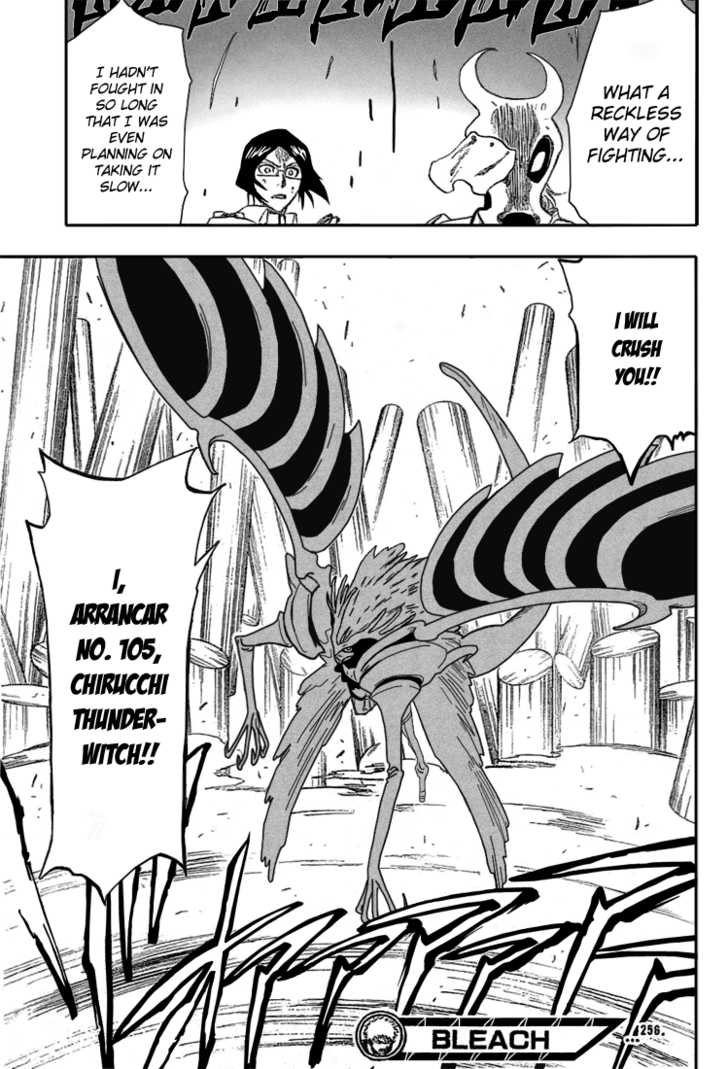 WHAT A
RECKLESS
WAY OF
FIGHTING...
I HADN'T
FOUGHT IN
SO LONG
THAT I WAS
EVEN
PLANNING ON
TAKING IT
SLOW...
I WILL
CRUSH
YOU!!
I,
ARRANCAR
NO. 105,
CHIRUCCHI
THUNDER-
WITCH!!
BLEACH
256.
...